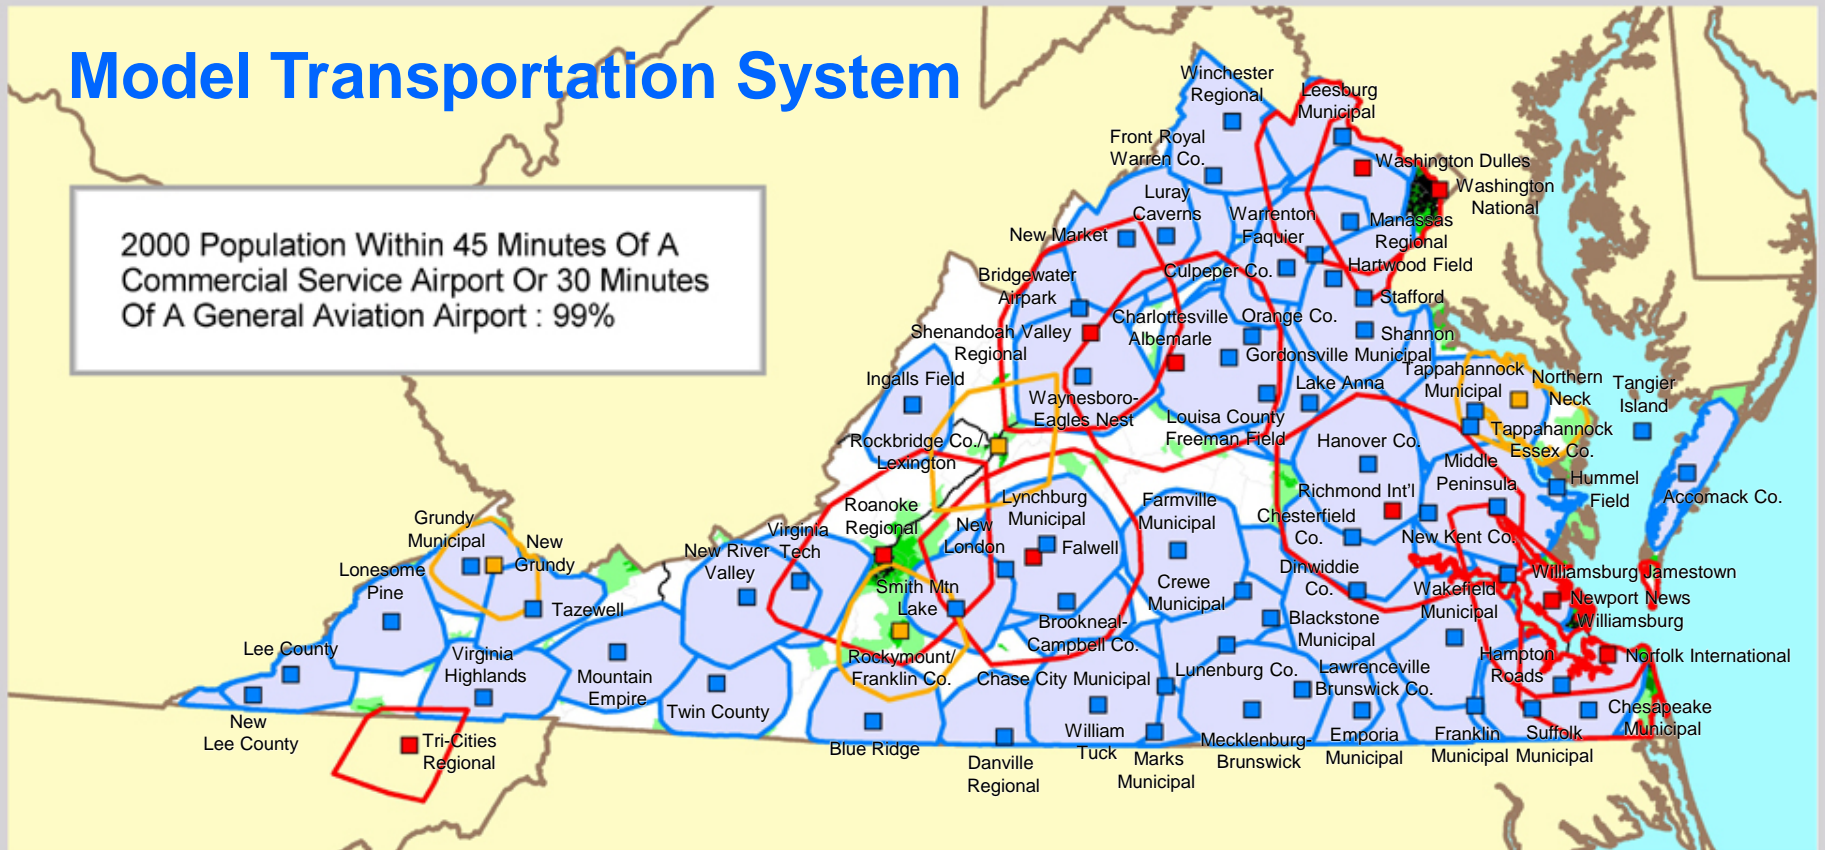 Model Transportation System
2000 Population Within 45 Minutes Of A
Commercial Service Airport Or 30 Minutes
Of A General Aviation Airport : 99%
Winchester
Regional
Leesburg
Municipal
Front Royal
Warren Co.
Washington Dulles
Washington
National
Luray
Caverns
Warrenton
Faquier
Manassas
Regional
New Market
Hartwood Field
Bridgewater
Airpark
Culpeper Co.
Stafford
Charlottesville
Albemarle
Orange Co.
Shenandoah Valley
Regional
Shannon
Gordonsville Municipal
Ingalls Field
Waynesboro-
Eagles Nest
Lake Anna
Tappahannock
Municipal
Northern
Neck
Tangier
Island
Louisa County
Freeman Field
Rockbridge Co./
Lexington
Hanover Co.
Tappahannock
Essex Co.
Middle
Peninsula
Hummel
Field
Accomack Co.
Roanoke
Regional
Lynchburg
Municipal
Farmville
Municipal
Richmond Int'l
Chesterfield
Co.
New Kent Co.
Grundy
Municipal
New
Grundy
Virginia
Tech
New River
Valley
New
London
Falwell
Lonesome
Pine
Tazewell
Smith Mtn
Lake
Crewe
Municipal
Dinwiddie
Co.
Wakefield
Municipal
Williamsburg Jamestown
Newport News
Williamsburg
Brookneal-
Campbell Co.
Blackstone
Municipal
Lee County
Virginia
Highlands
Mountain
Empire
Rockymount/
Franklin Co.
Chase City Municipal
Lunenburg Co.
Lawrenceville
Brunswick Co.
Hampton
Roads
Norfolk International
New
Lee County
Twin County
Tri-Cities
Regional
Blue Ridge
Danville
Regional
William
Tuck
Marks
Municipal
Mecklenburg-
Brunswick
Emporia
Municipal
Franklin
Municipal
Suffolk
Municipal
Chesapeake
Municipal